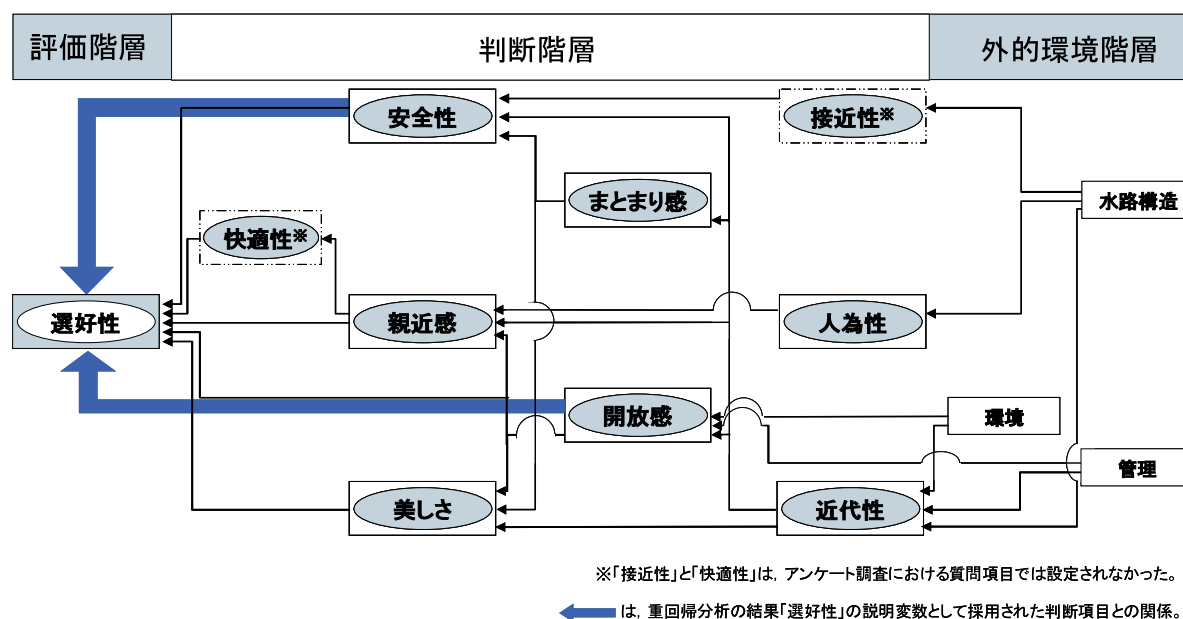 評価階層
判断階層
外的環境階層
安全性
接近性※
まとまり感
水路構造
快適性※
選好性
親近感
人為性
開放感
環境
管理
美しさ
近代性
※「接近性」と「快適性」は，アンケート調査における質問項目では設定されなかった。
は，重回帰分析の結果「選好性」の説明変数として採用された判断項目との関係。